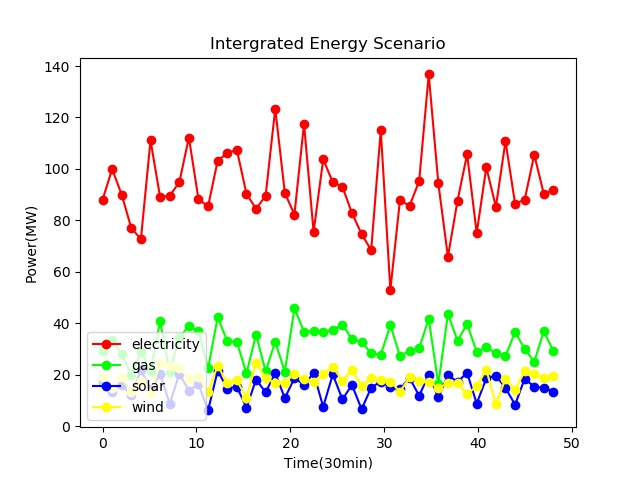 Intergrated Energy Scenario
140
120
100
80
60
40
20
0
Power(MW)
electricity
gas
solar
wind
0 10 20 30 40 50
Time(30min)